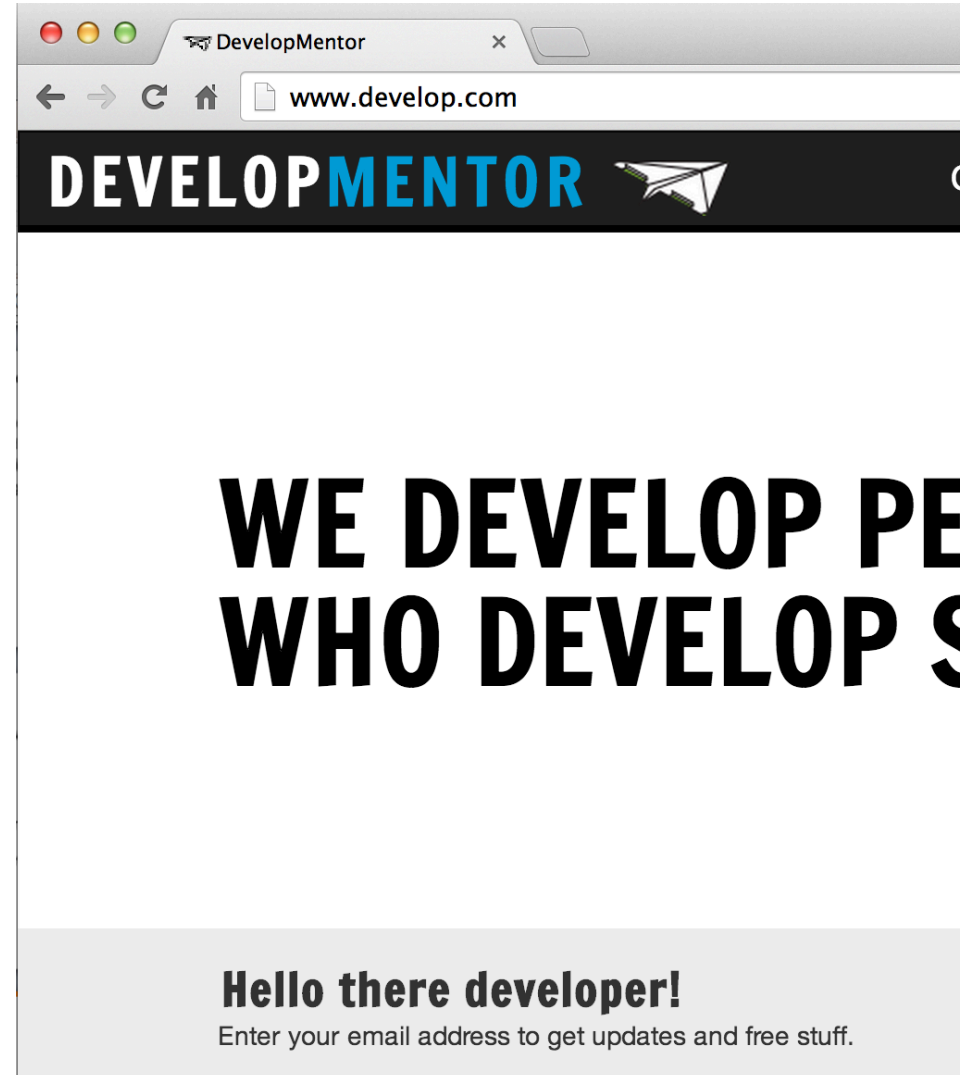 DevelopMentor
www.develop.com
DEVELOPMENTOR
WE DEVELOP PE
WHO DEVELOP S
Hello there developer!
Enter your email address to get updates and free stuff.